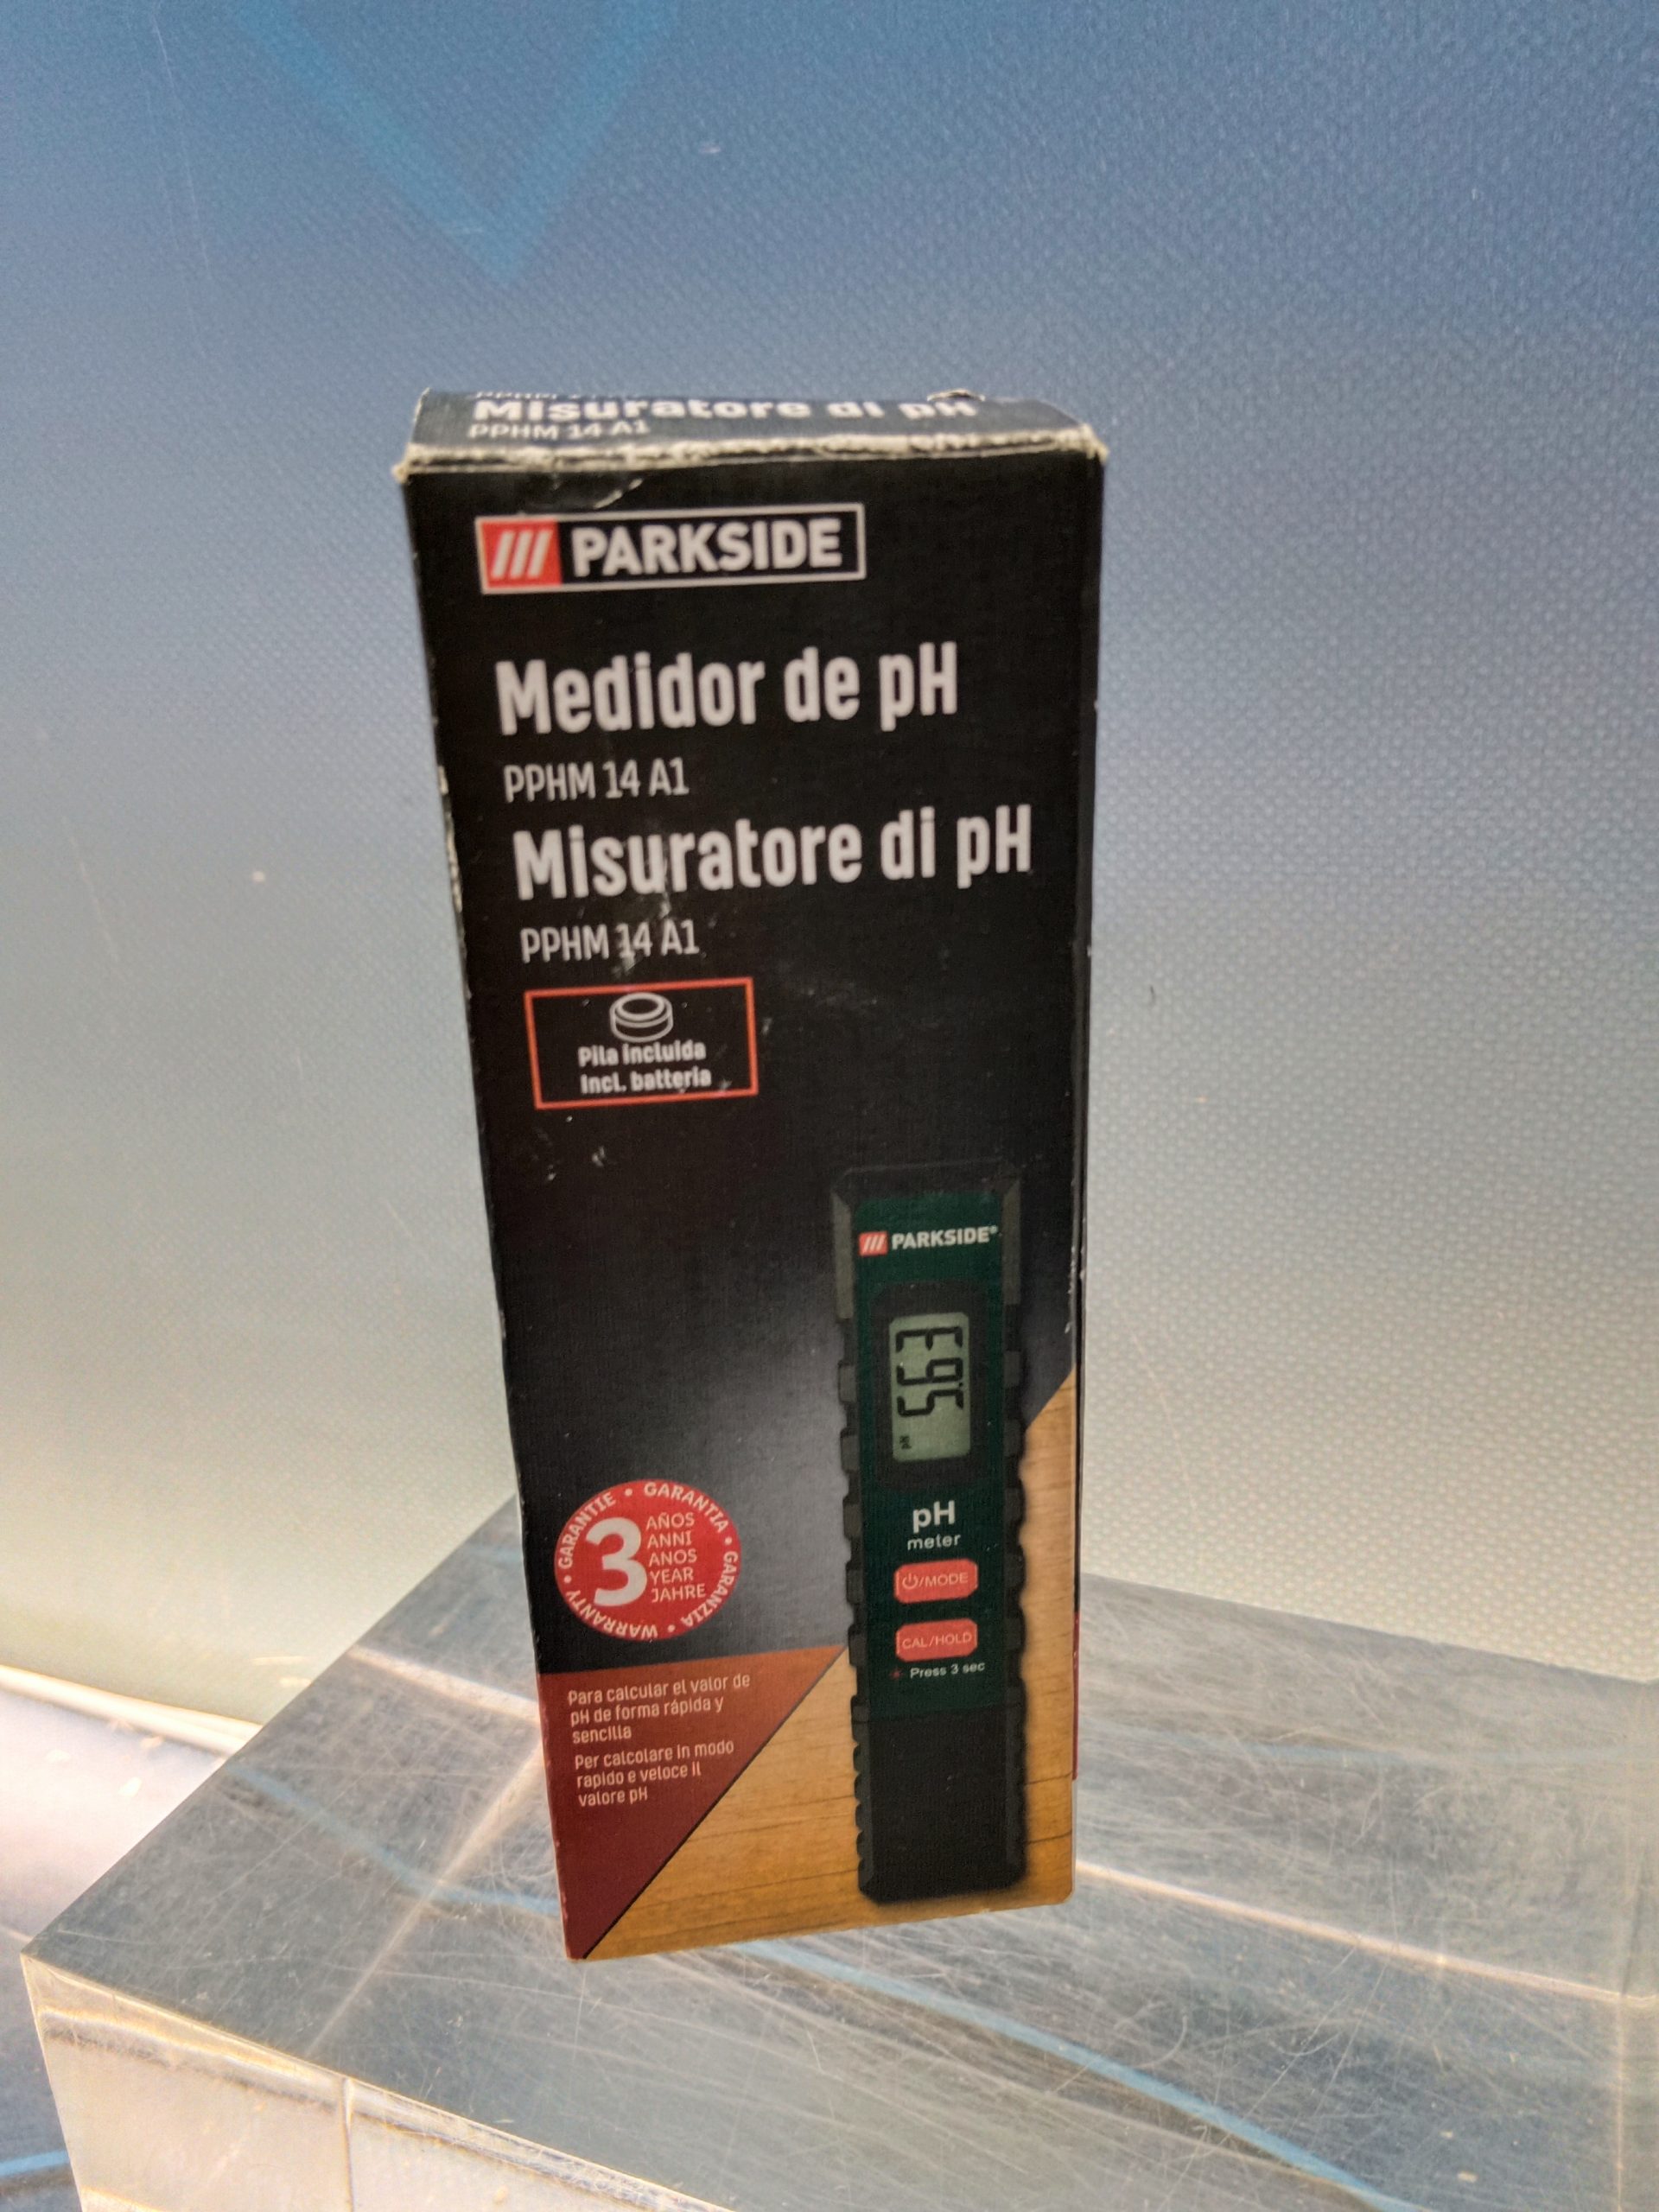 Misuratore di pH
PPHM 14 A1
PARKSIDE
Medidor de pH
PPHM 14 A1
Misuratore di pH
PPHM 14 A1
Pila incluida
Incl. batteria
PARKSIDE®
pH
pH
meter
/MODE
CAL/HOLD
Press 3 sec
GARANTIE • GARANTIA • GARANZIA • WARRANTY •
3
AÑOS
ANNI
ANOS
YEAR
JAHRE
Para calcular el valor de
pH de forma rápida y
sencilla
Per calcolare in modo
rapido e veloce il
valore pH